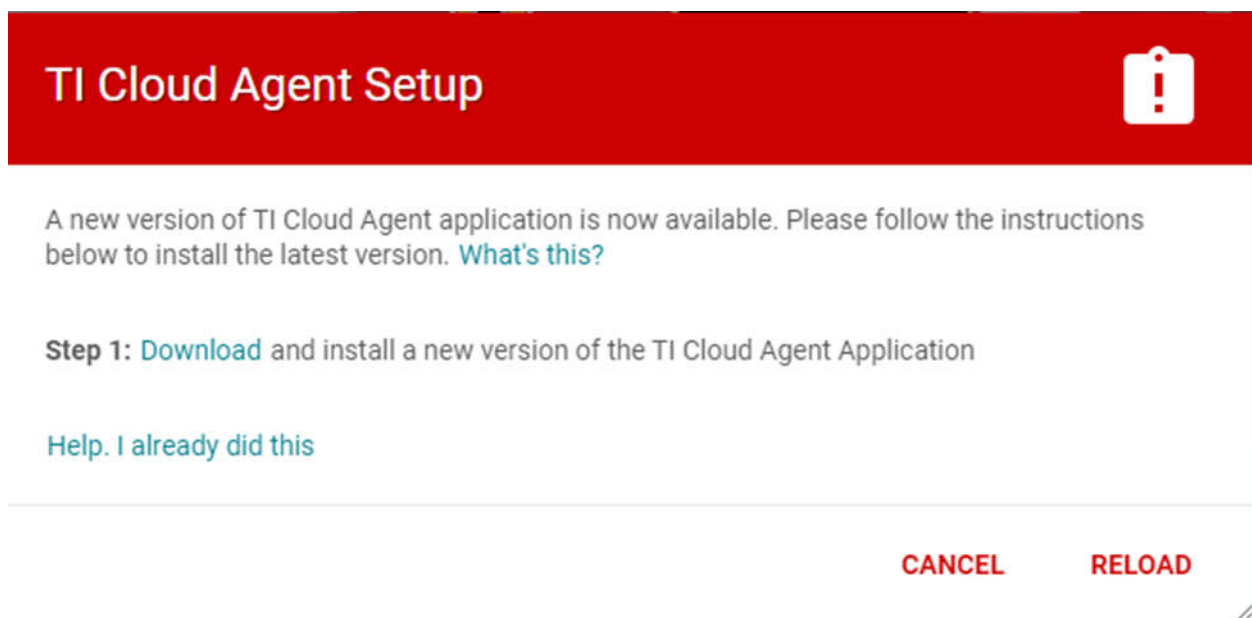 TI Cloud Agent Setup
A new version of TI Cloud Agent application is now available. Please follow the instructions
below to install the latest version. What's this?
Step 1: Download and install a new version of the TI Cloud Agent Application
Help. I already did this
CANCEL RELOAD